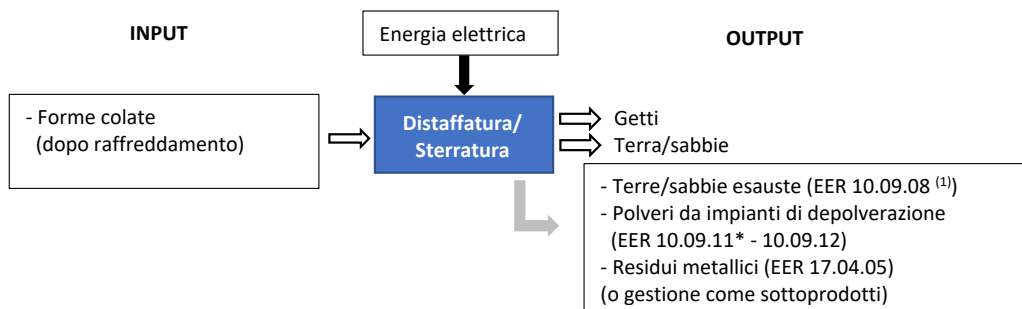 INPUT
Energia elettrica
OUTPUT
- Forme colate
(dopo raffreddamento)
Distaffatura/
Sterratura
Getti
Terra/sabbie
- Terre/sabbie esauste (EER 10.09.08 (1))
- Polveri da impianti di depolverazione
(EER 10.09.11* - 10.09.12)
- Residui metallici (EER 17.04.05)
(o gestione come sottoprodotti)